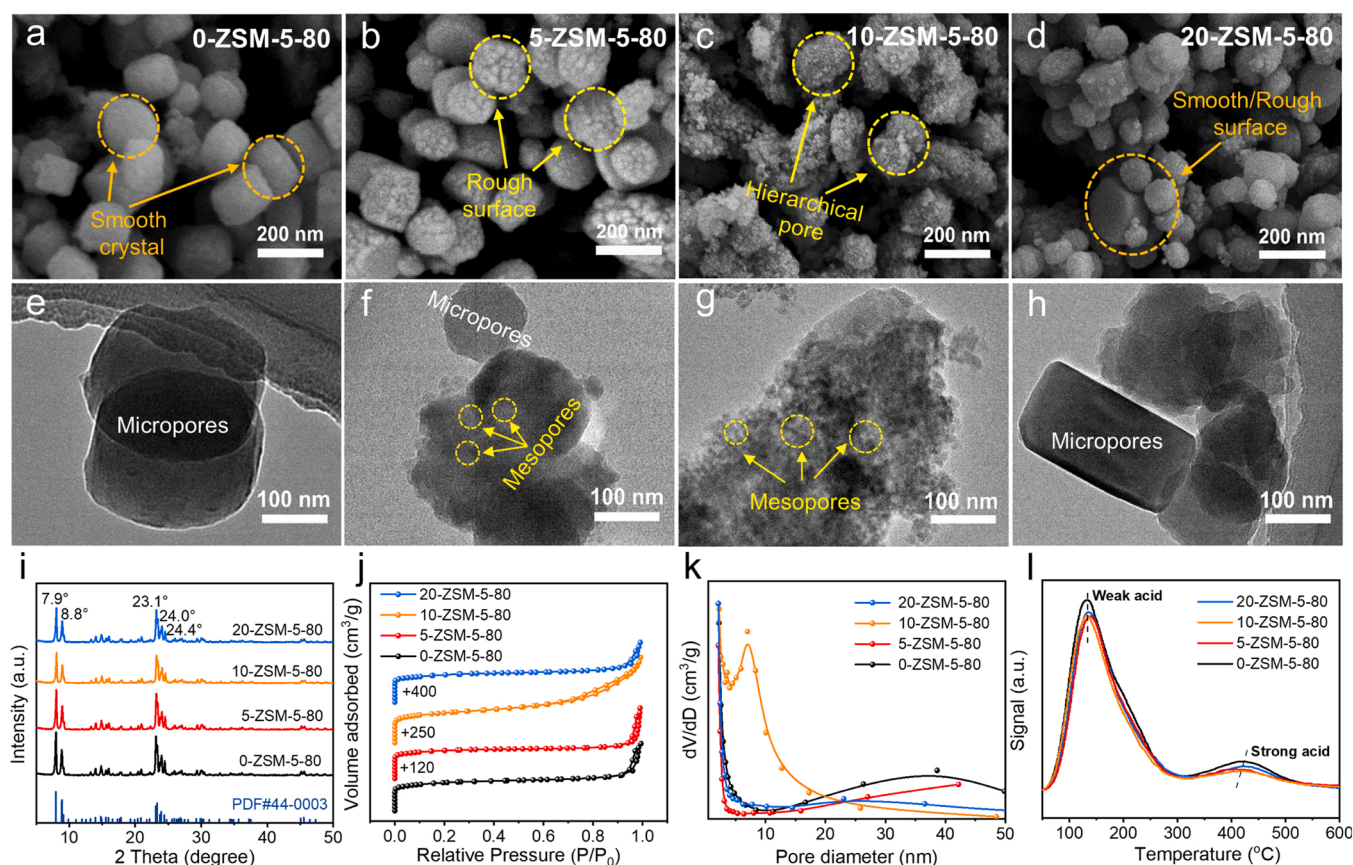 a
0-ZSM-5-80
Smooth
crystal
200 nm
b
5-ZSM-5-80
Rough
surface
200 nm
c
10-ZSM-5-80
Hierarchical
pore
200 nm
d
20-ZSM-5-80
Smooth/Rough
surface
200 nm
e
Micropores
100 nm
f
Micropores
Mesopores
100 nm
g
Mesopores
100 nm
h
Micropores
100 nm
i
7.9°
8.8°
23.1°
24.0°
24.4°
20-ZSM-5-80
10-ZSM-5-80
5-ZSM-5-80
0-ZSM-5-80
PDF#44-0003
Intensity (a.u.)
10 20 30 40 50
2 Theta (degree)
j
20-ZSM-5-80
10-ZSM-5-80
5-ZSM-5-80
0-ZSM-5-80
+400
+250
+120
Volume adsorbed (cm³/g)
0.0 0.2 0.4 0.6 0.8 1.0
Relative Pressure (P/P₀)
k
20-ZSM-5-80
10-ZSM-5-80
5-ZSM-5-80
0-ZSM-5-80
dV/dD (cm³/g)
0 10 20 30 40 50
Pore diameter (nm)
l
Weak acid
20-ZSM-5-80
10-ZSM-5-80
5-ZSM-5-80
0-ZSM-5-80
Strong acid
Signal (a.u.)
100 200 300 400 500 600
Temperature (°C)